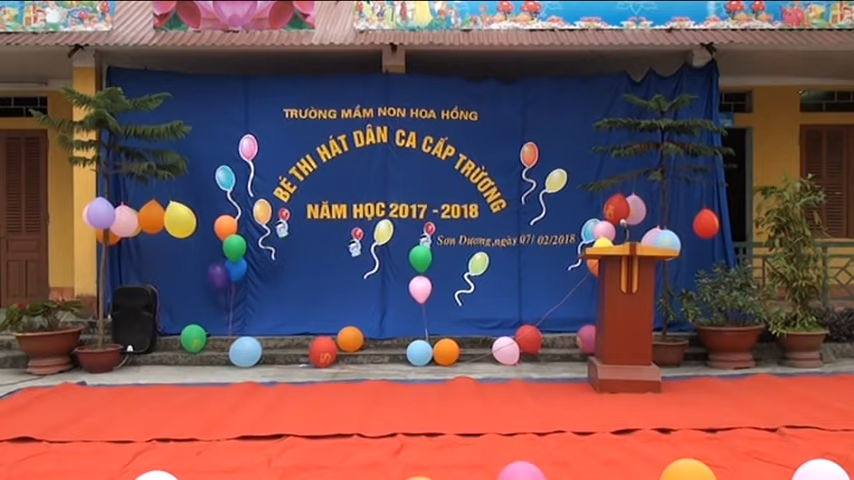 TRƯỜNG MẦM NON HOA HỒNG
BÉ THI HÁT DÂN CA CẤP TRƯỜNG
NĂM HỌC 2017 - 2018
Sơn Dương, ngày 07/ 02/2018